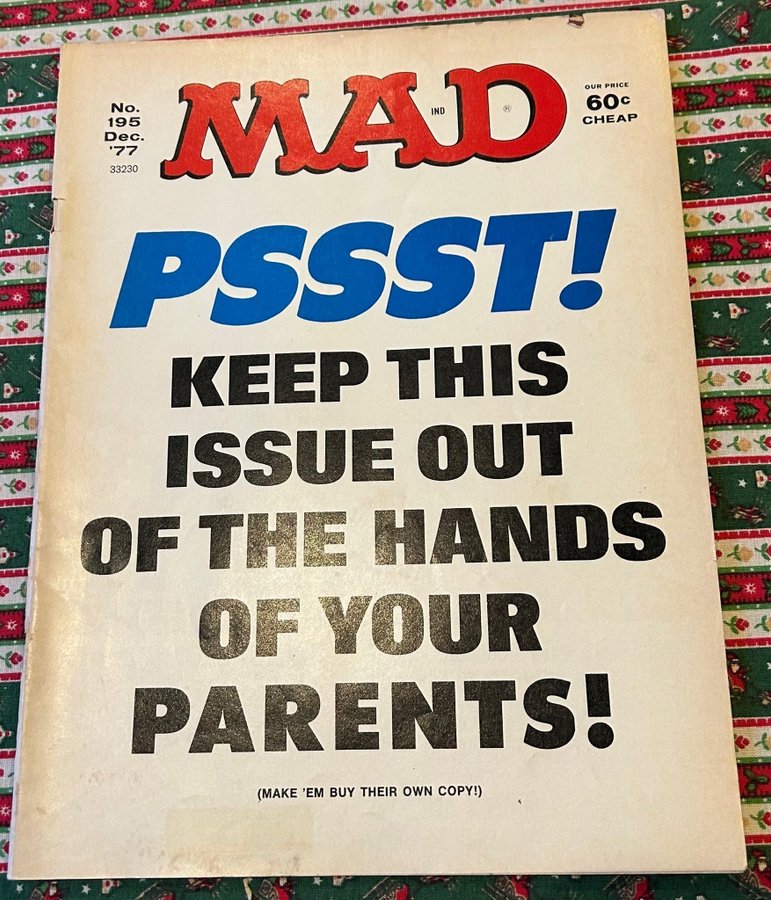 No.
195
Dec.
'77
33230
MAD
IND
®
OUR PRICE
60c
CHEAP
PSSST!
KEEP THIS
ISSUE OUT
OF THE HANDS
OF YOUR
PARENTS!
(MAKE 'EM BUY THEIR OWN COPY!)